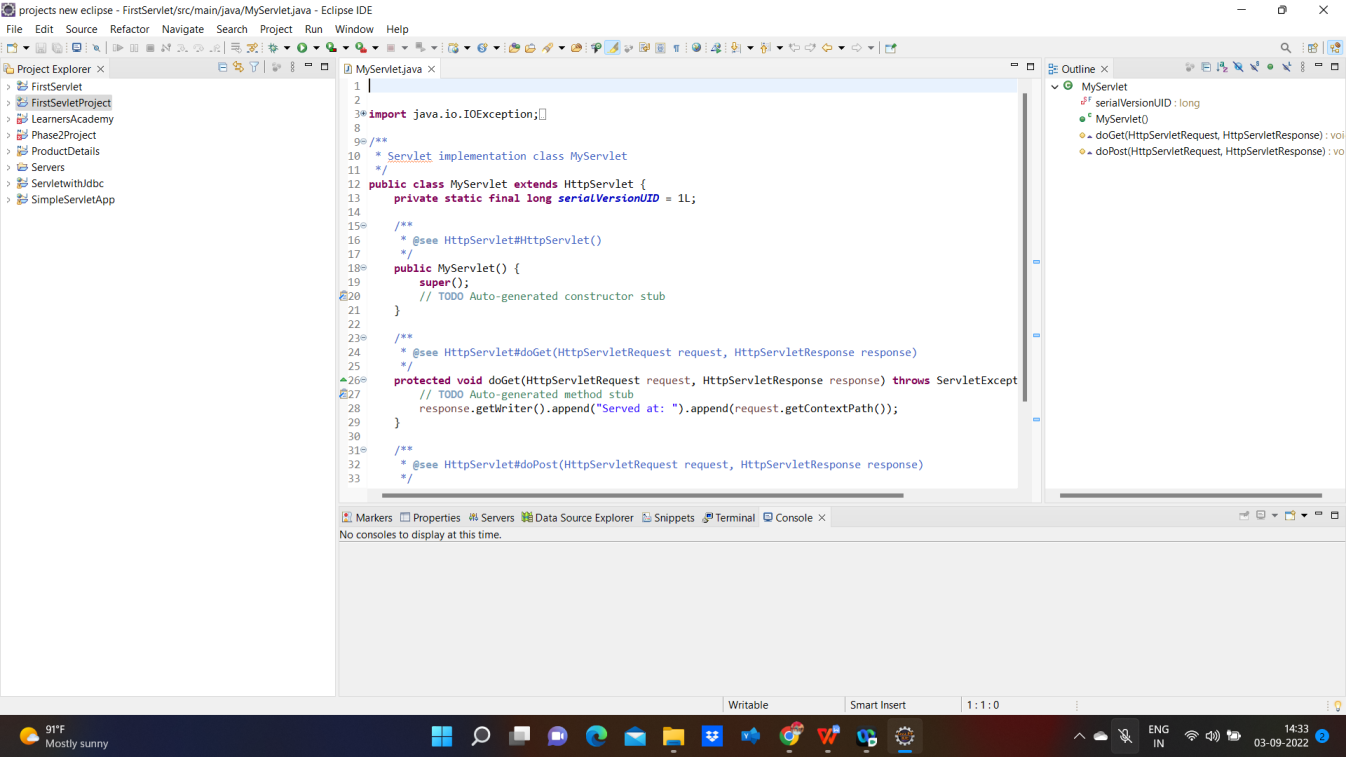 projects new eclipse - FirstServlet/src/main/java/MyServlet.java - Eclipse IDE
File Edit Source Refactor Navigate Search Project Run Window Help
Project Explorer
FirstServlet
FirstSevletProject
LearnersAcademy
Phase2Project
ProductDetails
Servers
ServletwithJdbc
SimpleServletApp
MyServlet.java
1
2
3 import java.io.IOException;
8
9 /**
10 * Servlet implementation class MyServlet
11 */
12 public class MyServlet extends HttpServlet {
13 private static final long serialVersionUID = 1L;
14
15 /**
16 * @see HttpServlet#HttpServlet()
17 */
18 public MyServlet() {
19 super();
20 // TODO Auto-generated constructor stub
21 }
22
23 /**
24 * @see HttpServlet#doGet(HttpServletRequest request, HttpServletResponse response)
25 */
26 protected void doGet(HttpServletRequest request, HttpServletResponse response) throws ServletExcept
27 // TODO Auto-generated method stub
28 response.getWriter().append("Served at: ").append(request.getContextPath());
29 }
30
31 /**
32 * @see HttpServlet#doPost(HttpServletRequest request, HttpServletResponse response)
33 */
Outline
MyServlet
serialVersionUID : long
MyServlet()
doGet(HttpServletRequest, HttpServletResponse) : voi
doPost(HttpServletRequest, HttpServletResponse) : vo
Markers Properties Servers Data Source Explorer Snippets Terminal Console
No consoles to display at this time.
Writable Smart Insert 1 : 1 : 0
91°F
Mostly sunny
ENG
IN
14:33
03-09-2022
2